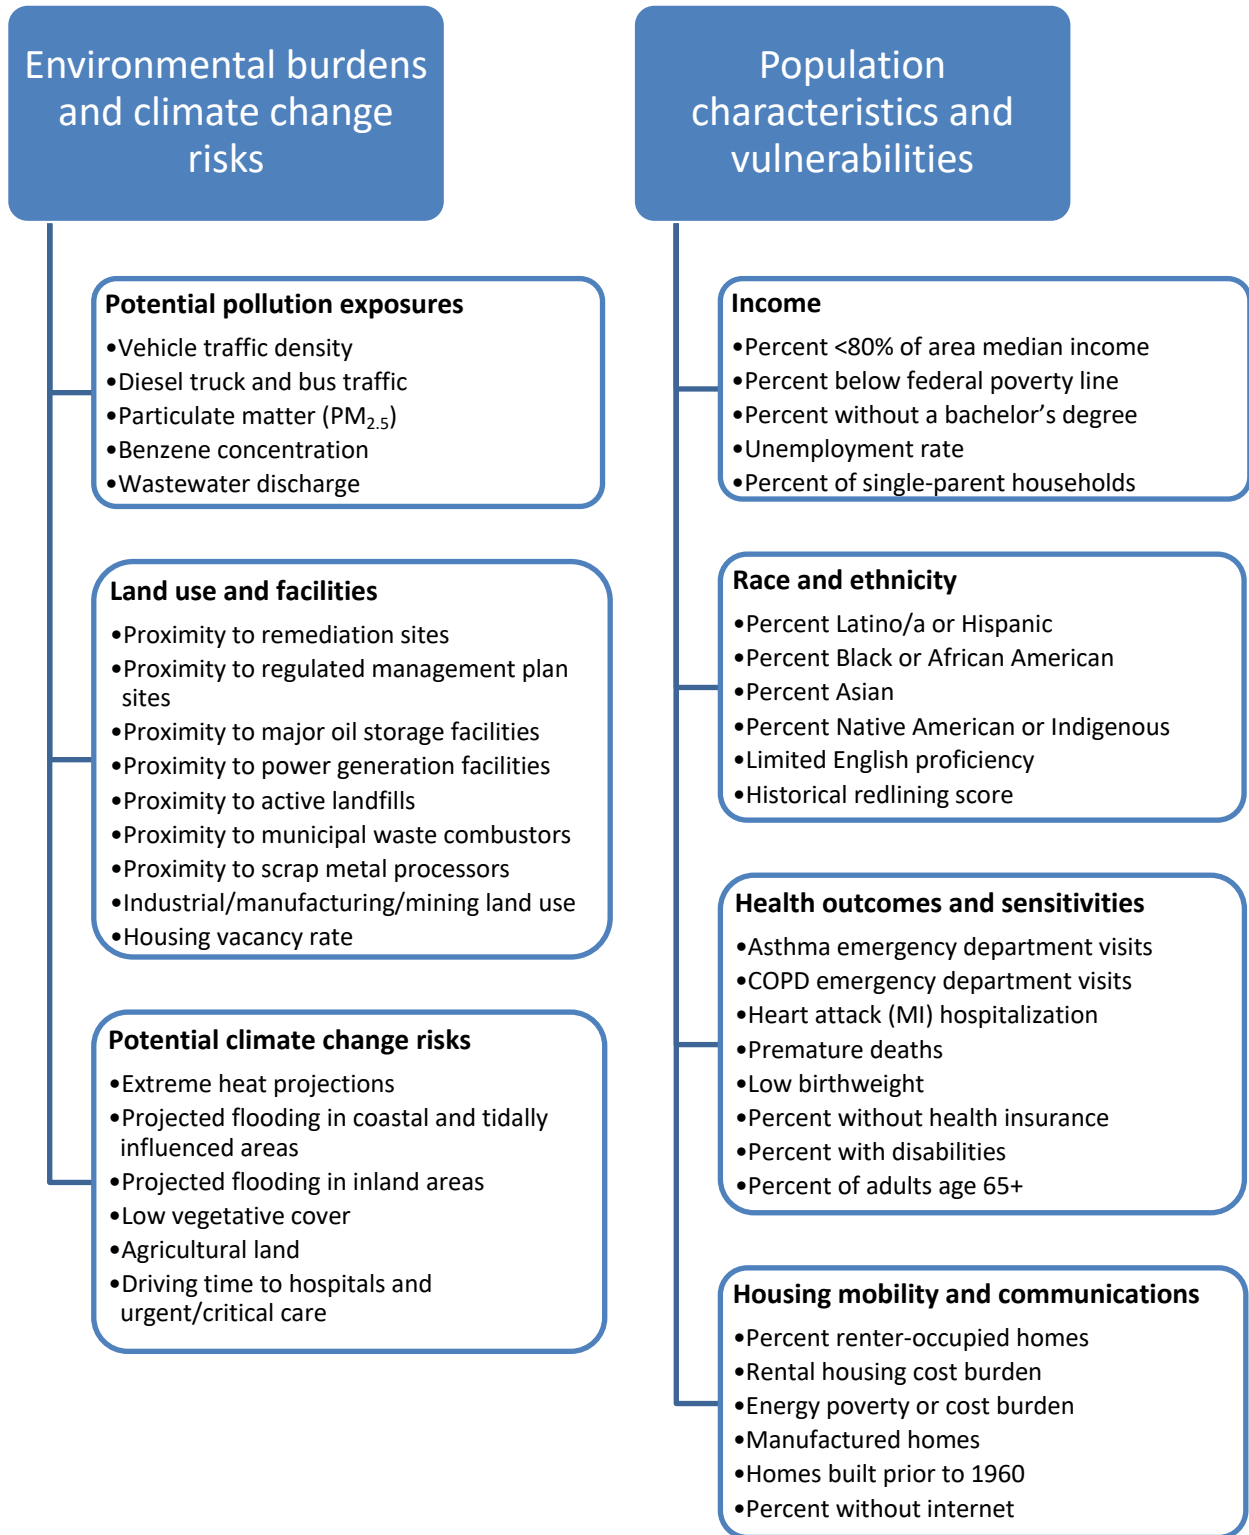 Environmental burdens
and climate change
risks
Potential pollution exposures
•Vehicle traffic density
•Diesel truck and bus traffic
•Particulate matter (PM2.5)
•Benzene concentration
•Wastewater discharge
Land use and facilities
•Proximity to remediation sites
•Proximity to regulated management plan
sites
•Proximity to major oil storage facilities
•Proximity to power generation facilities
•Proximity to active landfills
•Proximity to municipal waste combustors
•Proximity to scrap metal processors
•Industrial/manufacturing/mining land use
•Housing vacancy rate
Potential climate change risks
•Extreme heat projections
•Projected flooding in coastal and tidally
influenced areas
•Projected flooding in inland areas
•Low vegetative cover
•Agricultural land
•Driving time to hospitals and
urgent/critical care
Population
characteristics and
vulnerabilities
Income
•Percent <80% of area median income
•Percent below federal poverty line
•Percent without a bachelor’s degree
•Unemployment rate
•Percent of single-parent households
Race and ethnicity
•Percent Latino/a or Hispanic
•Percent Black or African American
•Percent Asian
•Percent Native American or Indigenous
•Limited English proficiency
•Historical redlining score
Health outcomes and sensitivities
•Asthma emergency department visits
•COPD emergency department visits
•Heart attack (MI) hospitalization
•Premature deaths
•Low birthweight
•Percent without health insurance
•Percent with disabilities
•Percent of adults age 65+
Housing mobility and communications
•Percent renter-occupied homes
•Rental housing cost burden
•Energy poverty or cost burden
•Manufactured homes
•Homes built prior to 1960
•Percent without internet